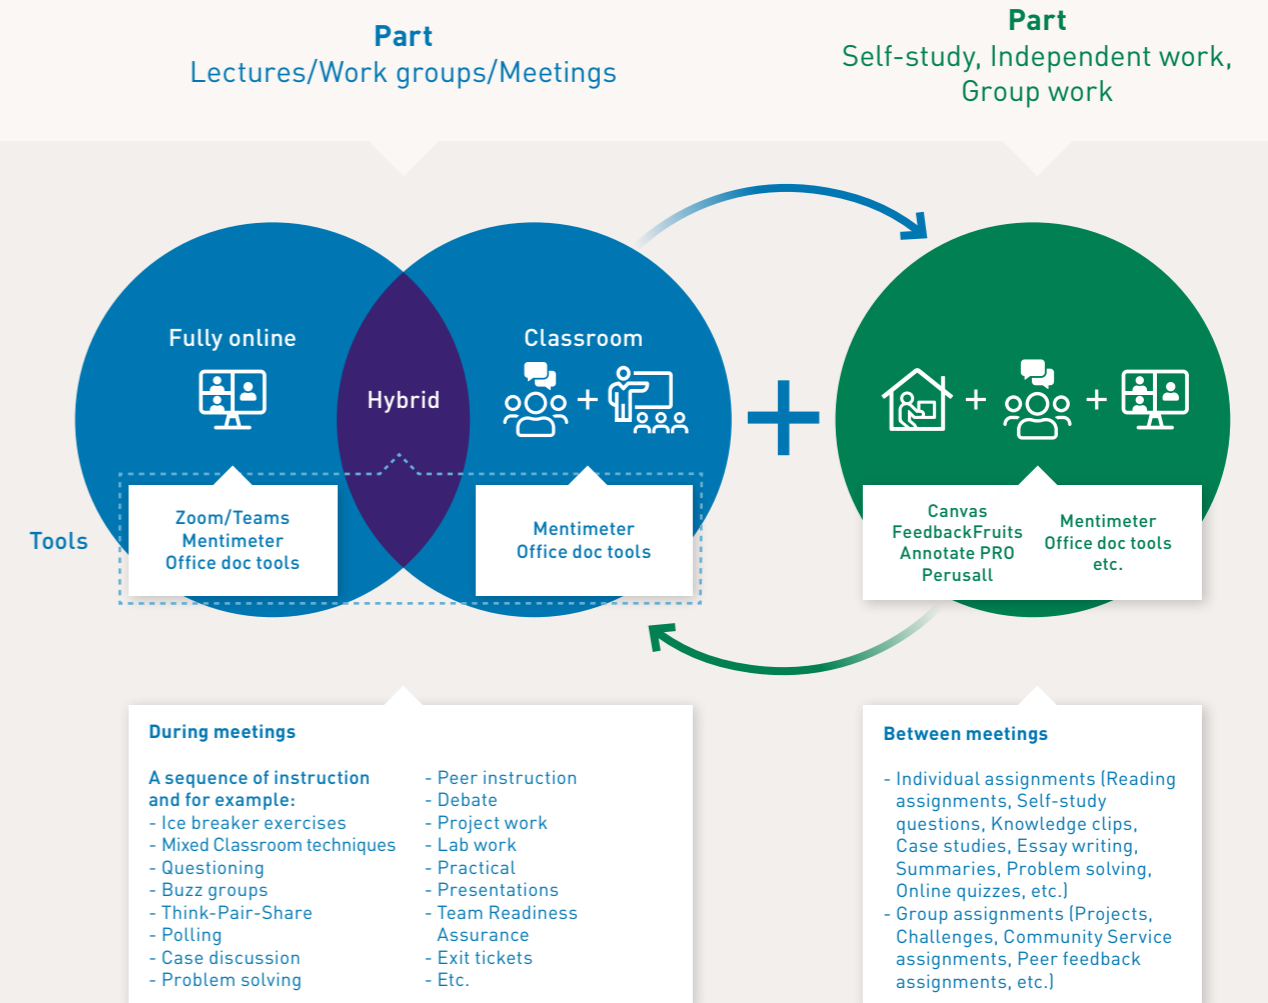 Part
Lectures/Work groups/Meetings
Part
Self-study, Independent work,
Group work
Fully online
Hybrid
Classroom
+
+
+
+
Tools
Zoom/Teams
Mentimeter
Office doc tools
Mentimeter
Office doc tools
Canvas
FeedbackFruits
Annotate PRO
Perusall
Mentimeter
Office doc tools
etc.
During meetings
A sequence of instruction
and for example:
- Ice breaker exercises
- Mixed Classroom techniques
- Questioning
- Buzz groups
- Think-Pair-Share
- Polling
- Case discussion
- Problem solving
- Peer instruction
- Debate
- Project work
- Lab work
- Practical
- Presentations
- Team Readiness
Assurance
- Exit tickets
- Etc.
Between meetings
- Individual assignments (Reading
assignments, Self-study
questions, Knowledge clips,
Case studies, Essay writing,
Summaries, Problem solving,
Online quizzes, etc.)
- Group assignments (Projects,
Challenges, Community Service
assignments, Peer feedback
assignments, etc.)